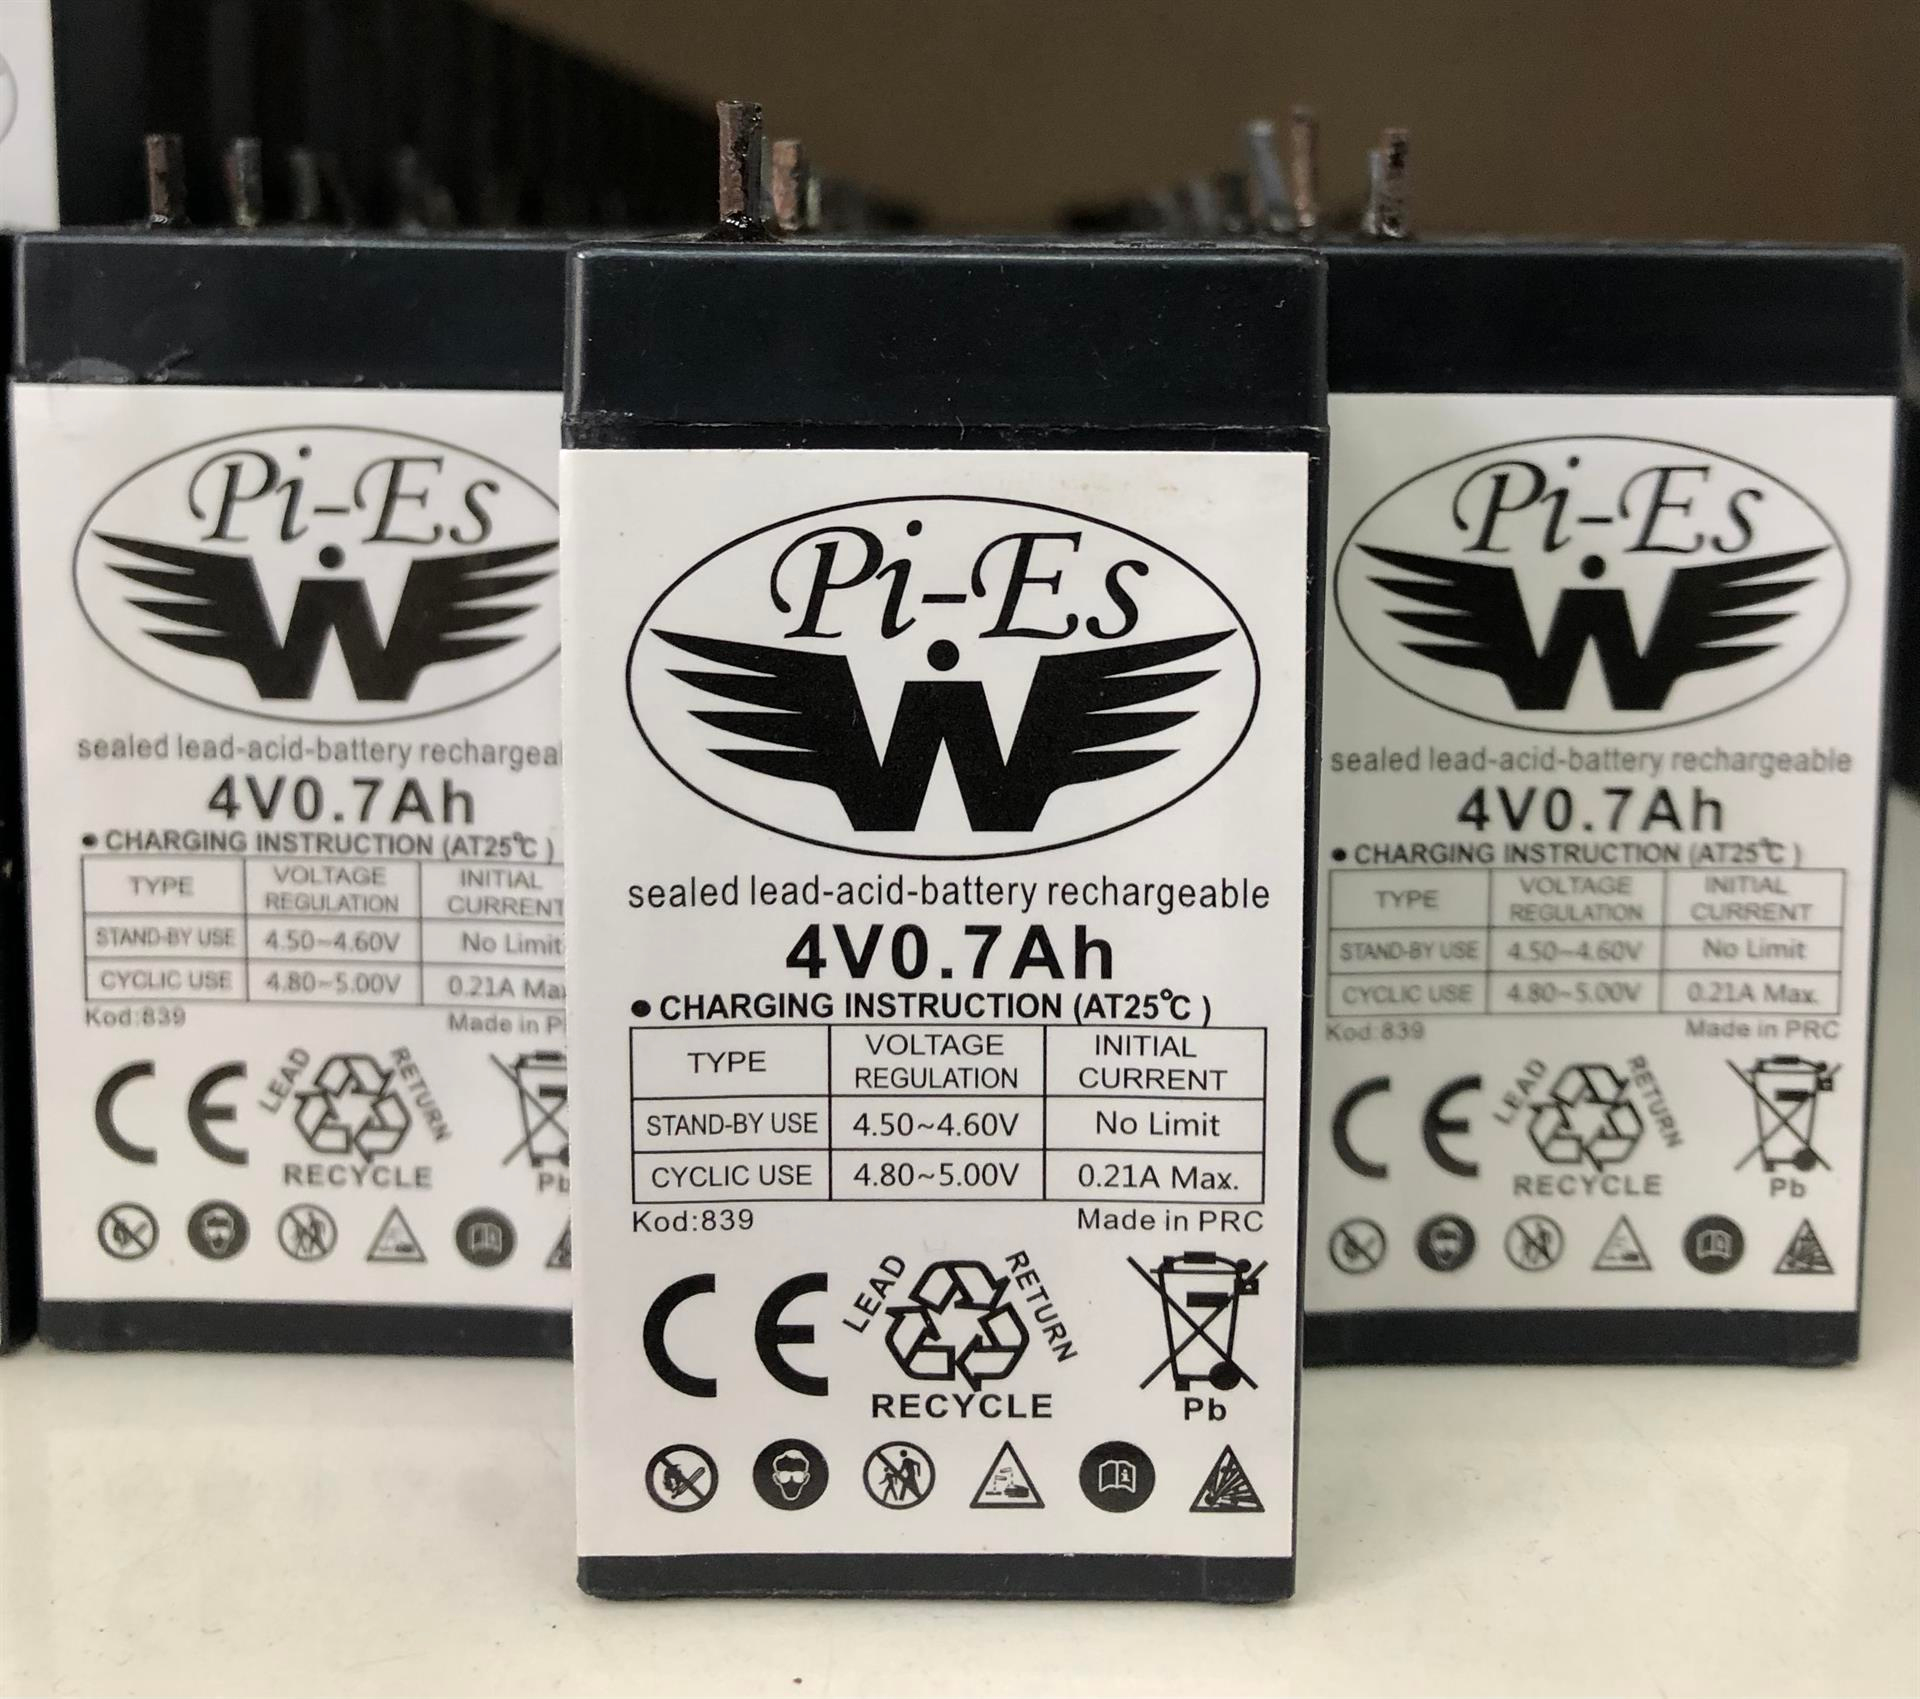 Pi-Es
W
sealed lead-acid-battery rechargeable
4V0.7Ah
● CHARGING INSTRUCTION (AT25℃)
TYPE VOLTAGE REGULATION INITIAL CURRENT
STAND-BY USE 4.50~4.60V No Limit
CYCLIC USE 4.80~5.00V 0.21A Max.
Kod:839 Made in PRC
CE LEAD RETURN
RECYCLE Pb
Pi-Es
W
sealed lead-acid-battery rechargea
4V0.7Ah
● CHARGING INSTRUCTION (AT25℃)
TYPE VOLTAGE REGULATION INITIAL CURRENT
STAND-BY USE 4.50~4.60V No Limit
CYCLIC USE 4.80~5.00V 0.21A Ma
Kod:839 Made in P
CE LEAD RETURN
RECYCLE Pb
Pi-Es
W
sealed lead-acid-battery rechargeable
4V0.7Ah
● CHARGING INSTRUCTION (AT25℃)
TYPE VOLTAGE REGULATION INITIAL CURRENT
STAND-BY USE 4.50~4.60V No Limit
CYCLIC USE 4.80~5.00V 0.21A Max.
Kod:839 Made in PRC
CE LEAD RETURN
RECYCLE Pb